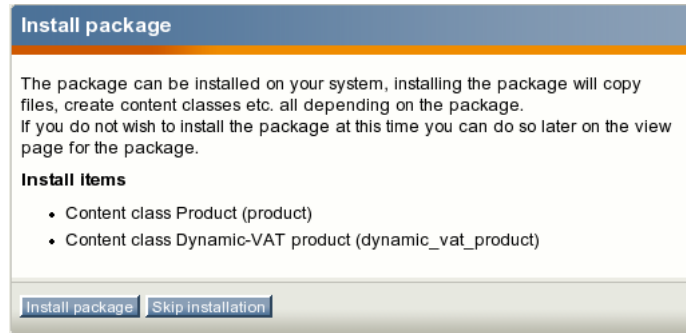 Install package
The package can be installed on your system, installing the package will copy
files, create content classes etc. all depending on the package.
If you do not wish to install the package at this time you can do so later on the view
page for the package.
Install items
• Content class Product (product)
• Content class Dynamic-VAT product (dynamic_vat_product)
Install package Skip installation